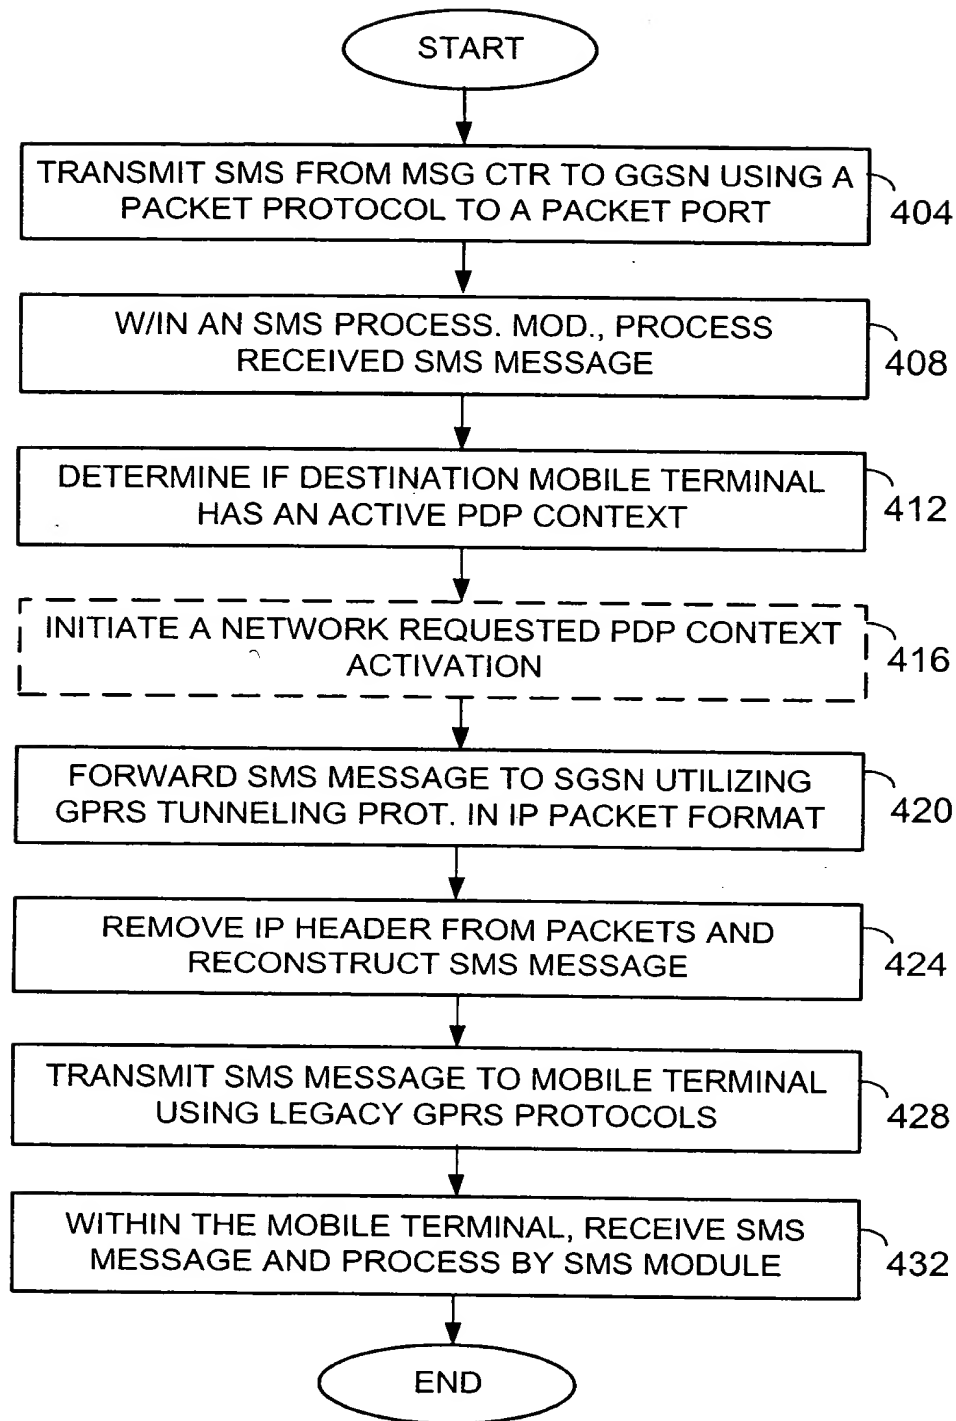 START
TRANSMIT SMS FROM MSG CTR TO GGSN USING A
PACKET PROTOCOL TO A PACKET PORT
404
W/IN AN SMS PROCESS. MOD., PROCESS
RECEIVED SMS MESSAGE
408
DETERMINE IF DESTINATION MOBILE TERMINAL
HAS AN ACTIVE PDP CONTEXT
412
INITIATE A NETWORK REQUESTED PDP CONTEXT
ACTIVATION
416
FORWARD SMS MESSAGE TO SGSN UTILIZING
GPRS TUNNELING PROT. IN IP PACKET FORMAT
420
REMOVE IP HEADER FROM PACKETS AND
RECONSTRUCT SMS MESSAGE
424
TRANSMIT SMS MESSAGE TO MOBILE TERMINAL
USING LEGACY GPRS PROTOCOLS
428
WITHIN THE MOBILE TERMINAL, RECEIVE SMS
MESSAGE AND PROCESS BY SMS MODULE
432
END